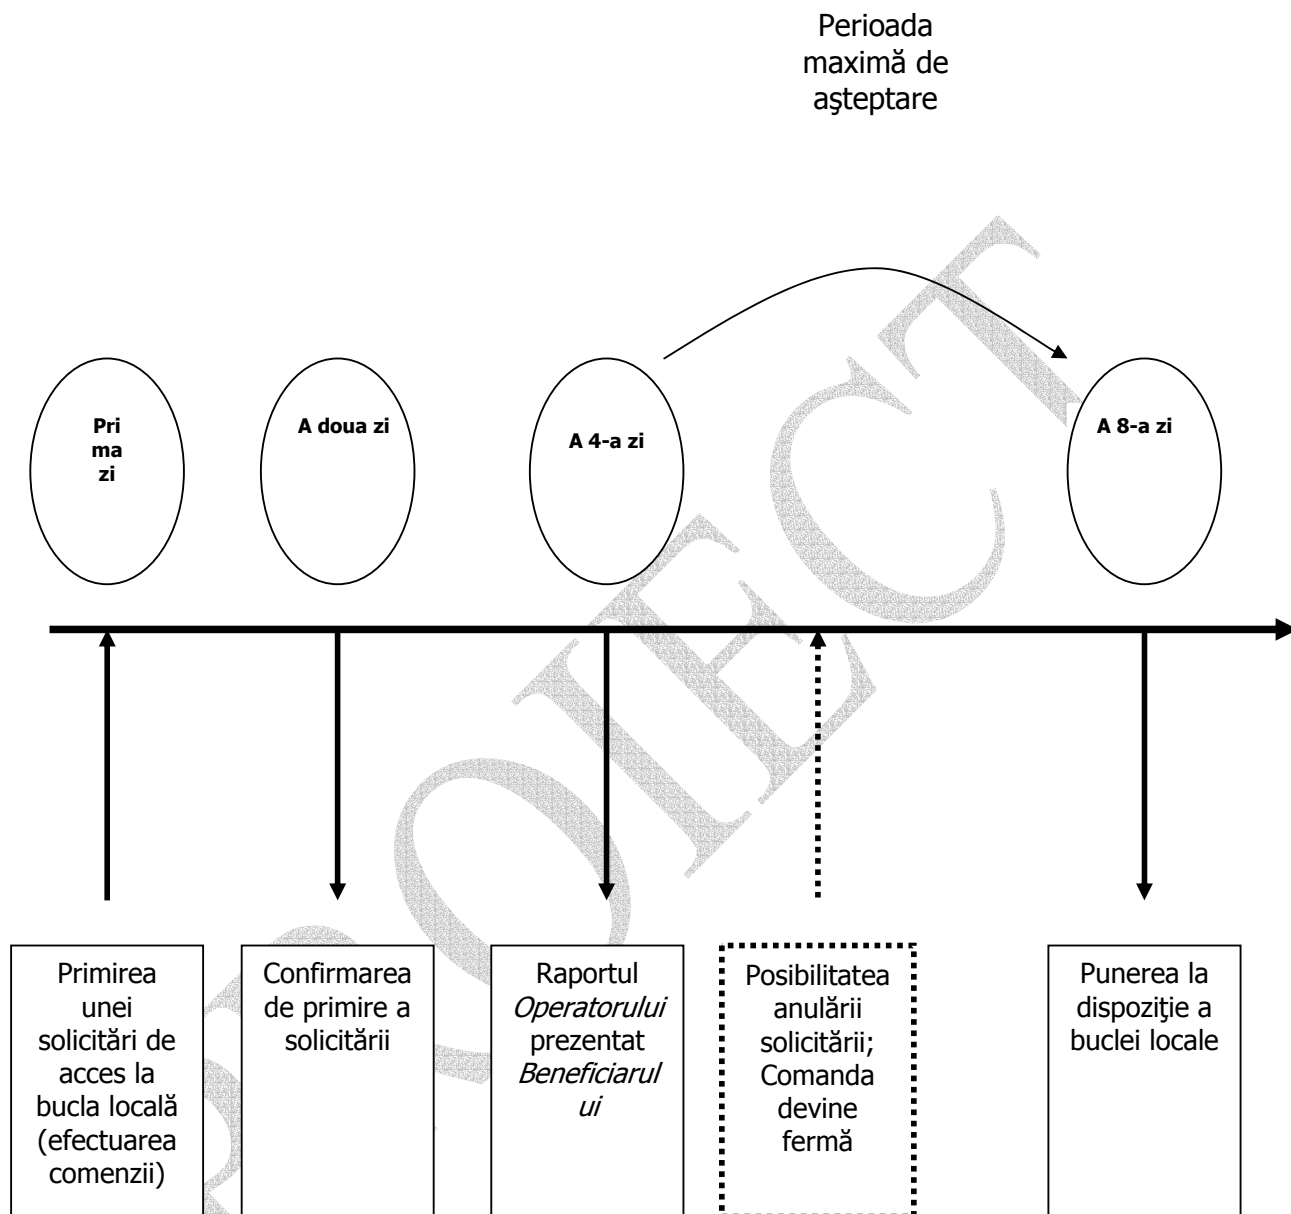 Perioada
maximă de
aşteptare
Pri
ma
zi
A doua zi
A 4-a zi
A 8-a zi
Primirea
unei
solicitări de
acces la
bucla locală
(efectuarea
comenzii)
Confirmarea
de primire a
solicitării
Raportul
Operatorului
prezentat
Beneficiarul
ui
Posibilitatea
anulării
solicitării;
Comanda
devine
fermă
Punerea la
dispoziţie a
buclei locale
PROIECT